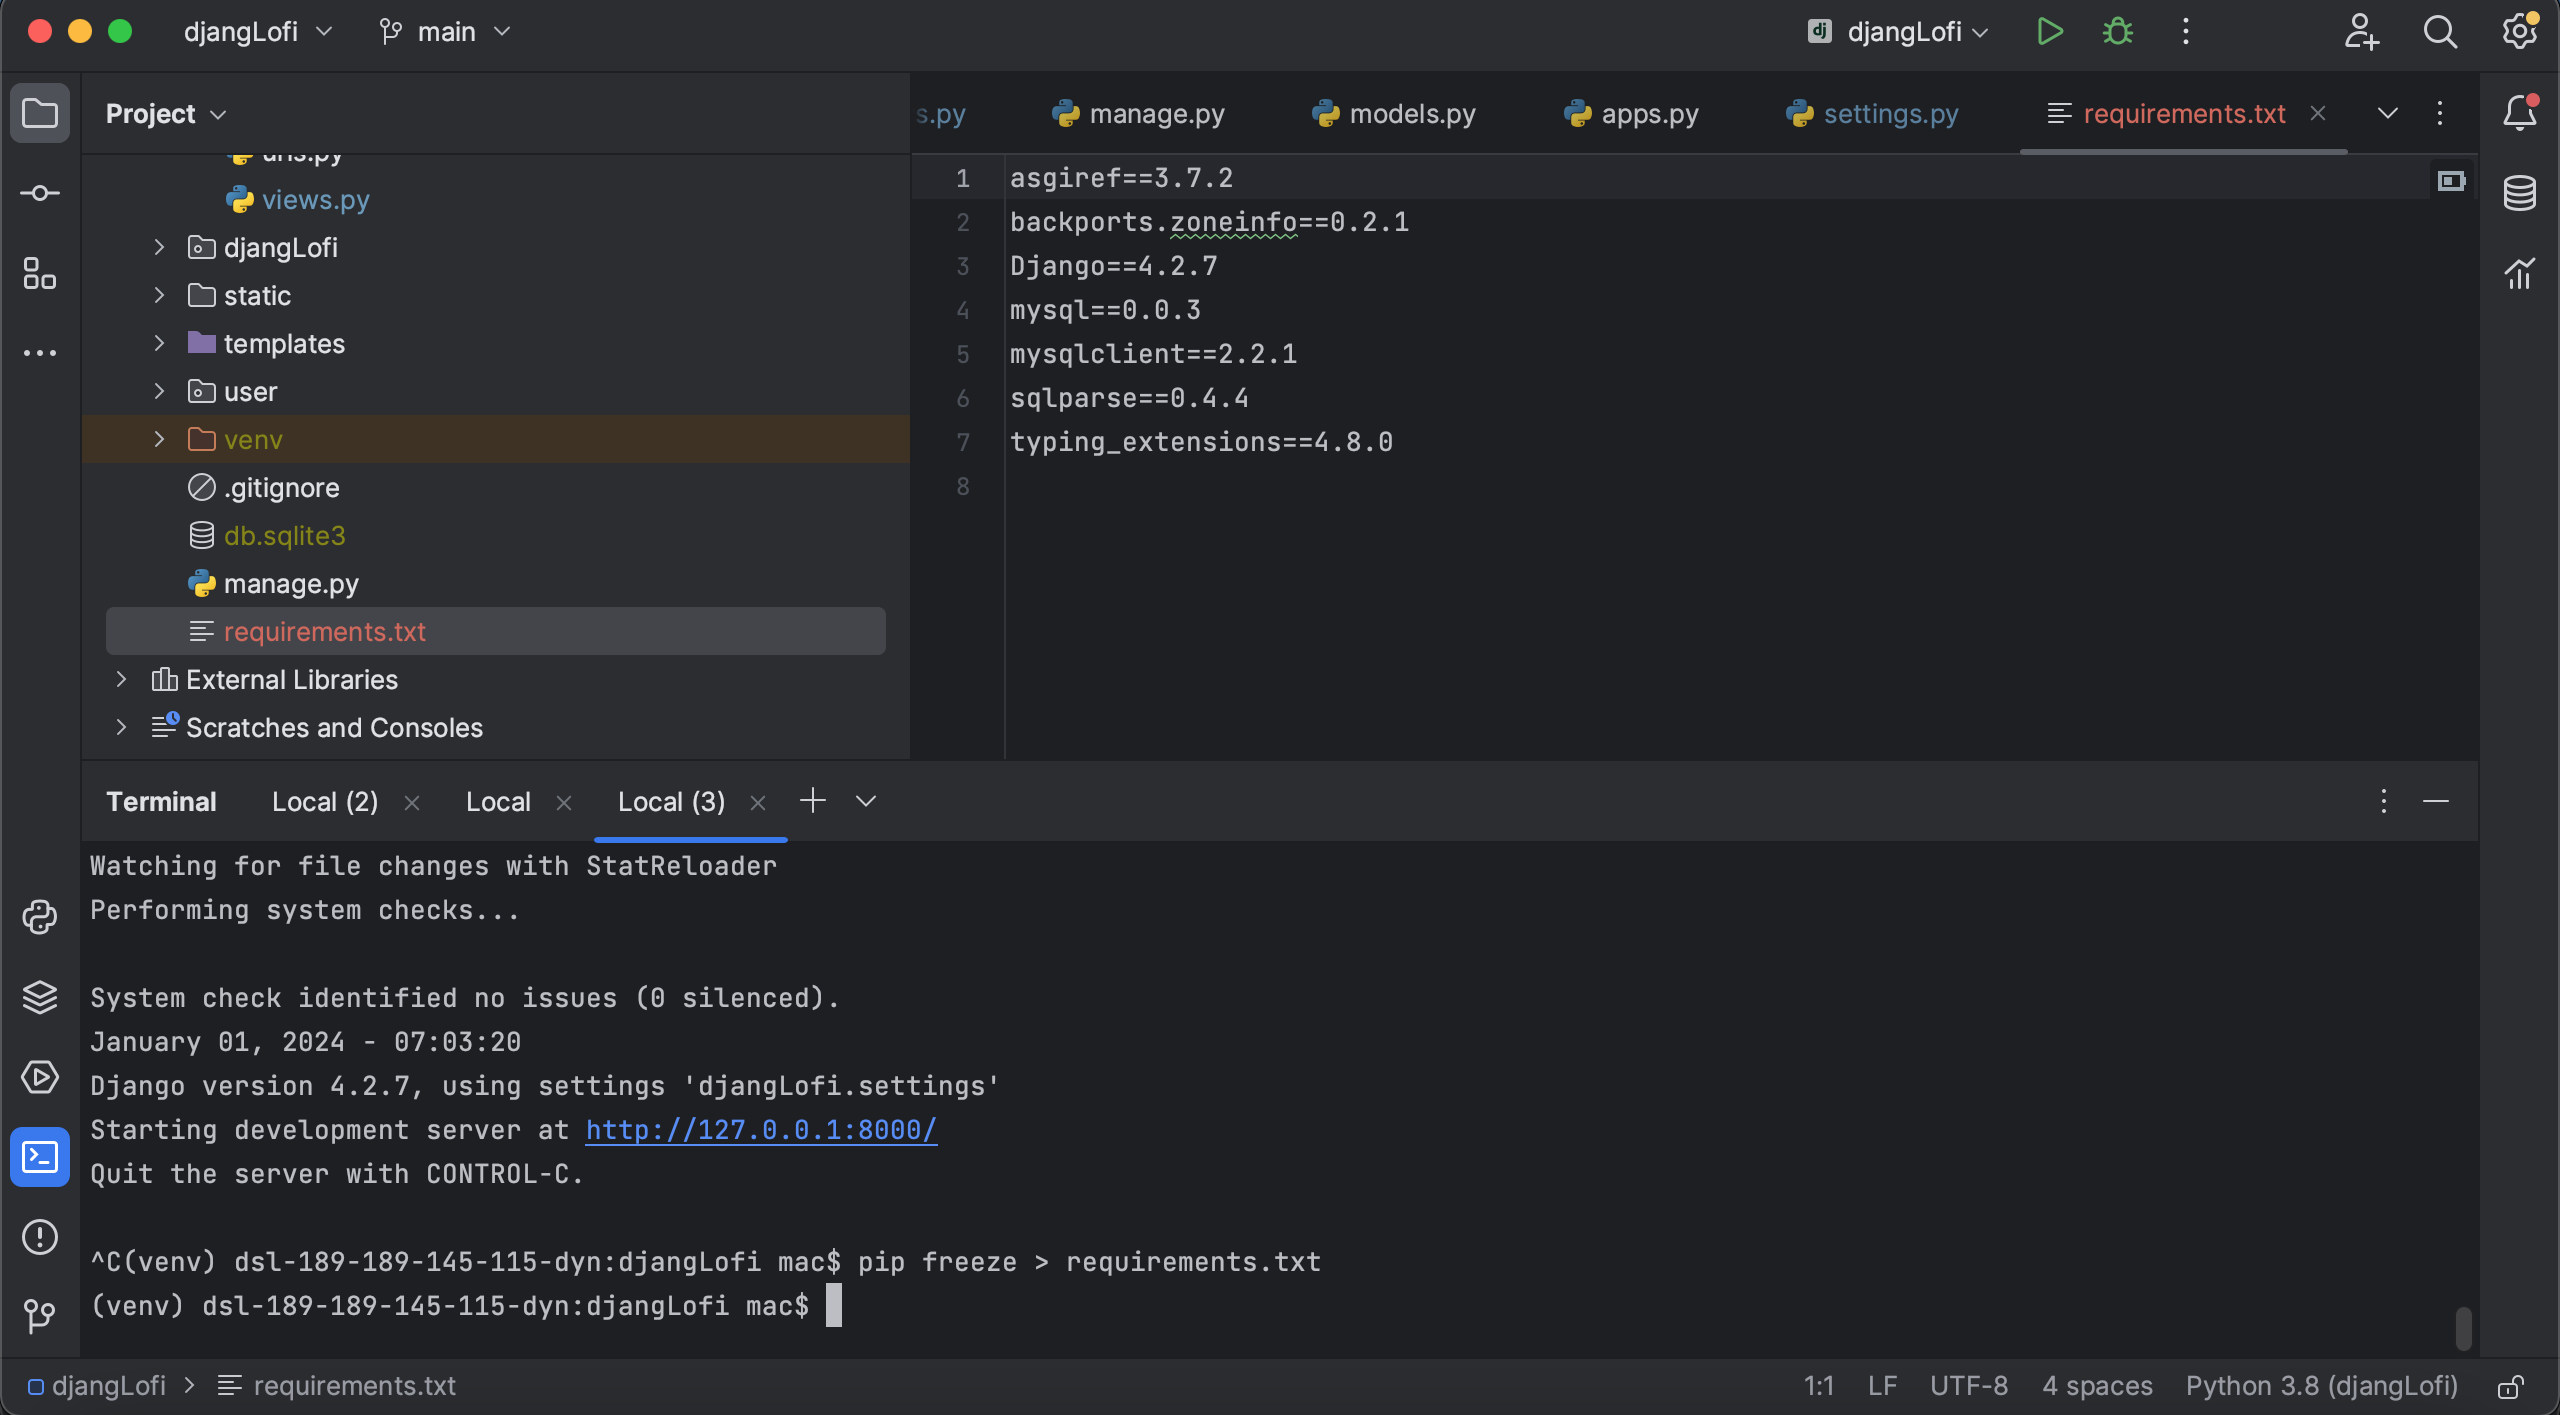 djangLofi
main
dj djangLofi
Project
s.py
manage.py
models.py
apps.py
settings.py
requirements.txt
urls.py
views.py
djangLofi
static
templates
user
venv
.gitignore
db.sqlite3
manage.py
requirements.txt
External Libraries
Scratches and Consoles
1 asgiref==3.7.2
2 backports.zoneinfo==0.2.1
3 Django==4.2.7
4 mysql==0.0.3
5 mysqlclient==2.2.1
6 sqlparse==0.4.4
7 typing_extensions==4.8.0
8
Terminal
Local (2)
Local
Local (3)
Watching for file changes with StatReloader
Performing system checks...
System check identified no issues (0 silenced).
January 01, 2024 - 07:03:20
Django version 4.2.7, using settings 'djangLofi.settings'
Starting development server at http://127.0.0.1:8000/
Quit the server with CONTROL-C.
^C(venv) dsl-189-189-145-115-dyn:djangLofi mac$ pip freeze > requirements.txt
(venv) dsl-189-189-145-115-dyn:djangLofi mac$
djangLofi > requirements.txt
1:1
LF
UTF-8
4 spaces
Python 3.8 (djangLofi)